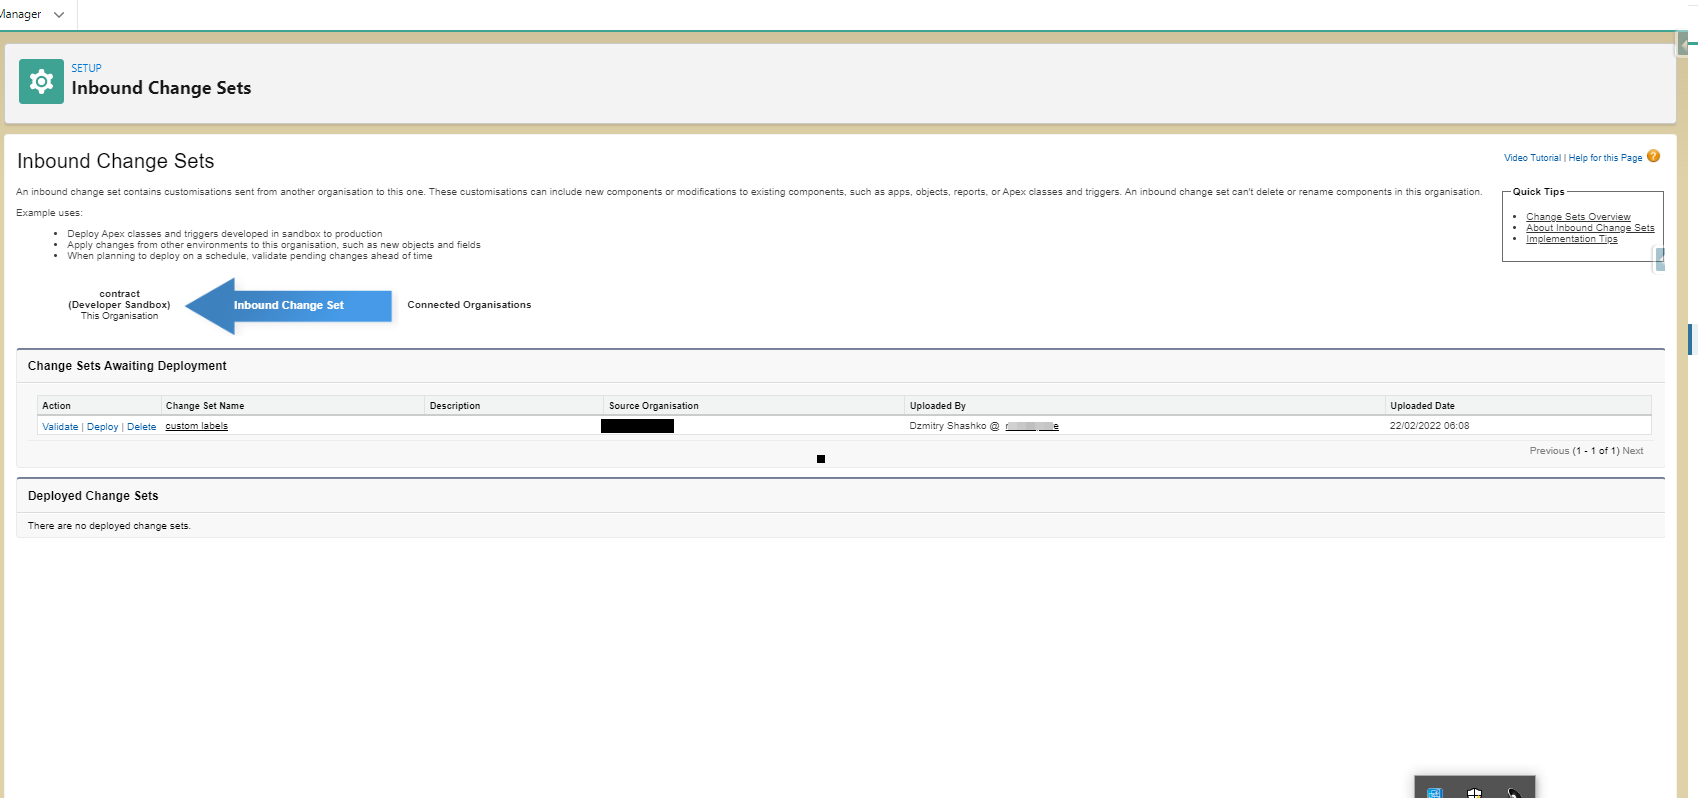 Manager
SETUP
Inbound Change Sets
Inbound Change Sets
Video Tutorial | Help for this Page
An inbound change set contains customisations sent from another organisation to this one. These customisations can include new components or modifications to existing components, such as apps, objects, reports, or Apex classes and triggers. An inbound change set can't delete or rename components in this organisation.
Example uses:
• Deploy Apex classes and triggers developed in sandbox to production
• Apply changes from other environments to this organisation, such as new objects and fields
• When planning to deploy on a schedule, validate pending changes ahead of time
Quick Tips
• Change Sets Overview
• About Inbound Change Sets
• Implementation Tips
contract
(Developer Sandbox)
This Organisation
Inbound Change Set
Connected Organisations
Change Sets Awaiting Deployment
Action Change Set Name Description Source Organisation Uploaded By Uploaded Date
Validate | Deploy | Delete custom labels Dzmitry Shashko @ 22/02/2022 06:08
Previous (1 - 1 of 1) Next
Deployed Change Sets
There are no deployed change sets.